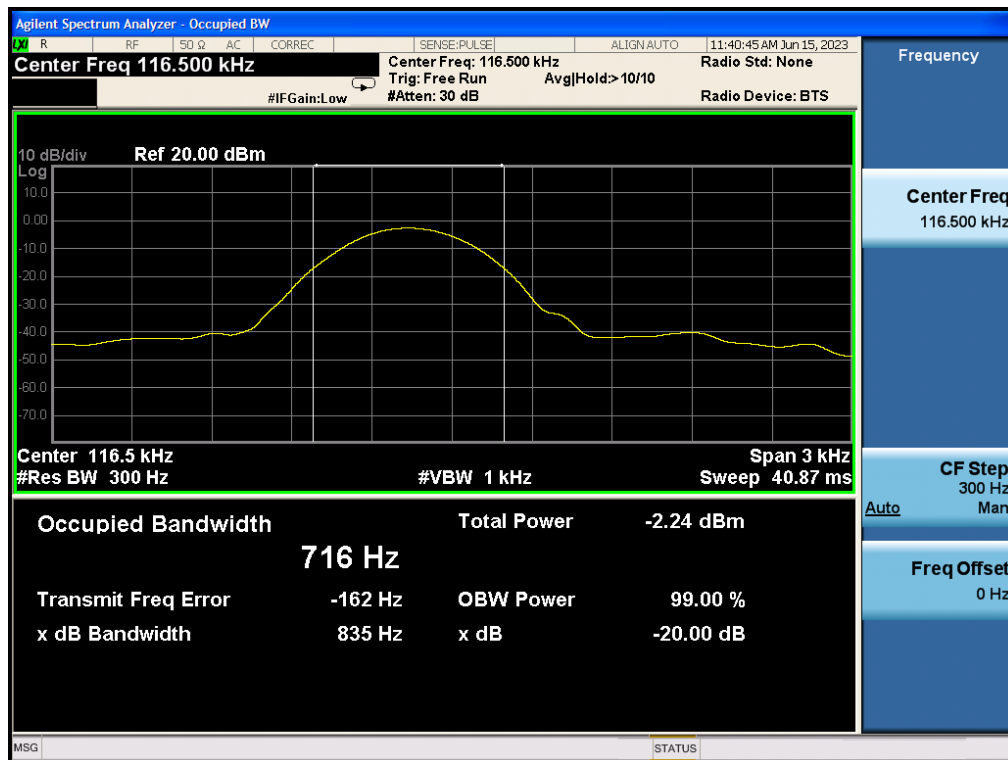 Agilent Spectrum Analyzer - Occupied BW
LXI R RF 50 Ω AC CORREC SENSE:PULSE ALIGN AUTO 11:40:45 AM Jun 15, 2023
Center Freq 116.500 kHz
Center Freq: 116.500 kHz
Radio Std: None
Trig: Free Run
Avg|Hold:> 10/10
#IFGain:Low
#Atten: 30 dB
Radio Device: BTS
10 dB/div
Ref 20.00 dBm
Log
10.0
0.00
-10.0
-20.0
-30.0
-40.0
-50.0
-60.0
-70.0
Center 116.5 kHz
Span 3 kHz
#Res BW 300 Hz
#VBW 1 kHz
Sweep 40.87 ms
Occupied Bandwidth
Total Power
-2.24 dBm
716 Hz
Transmit Freq Error
-162 Hz
OBW Power
99.00 %
x dB Bandwidth
835 Hz
x dB
-20.00 dB
Frequency
Center Freq
116.500 kHz
CF Step
300 Hz
Auto Man
Freq Offset
0 Hz
MSG
STATUS